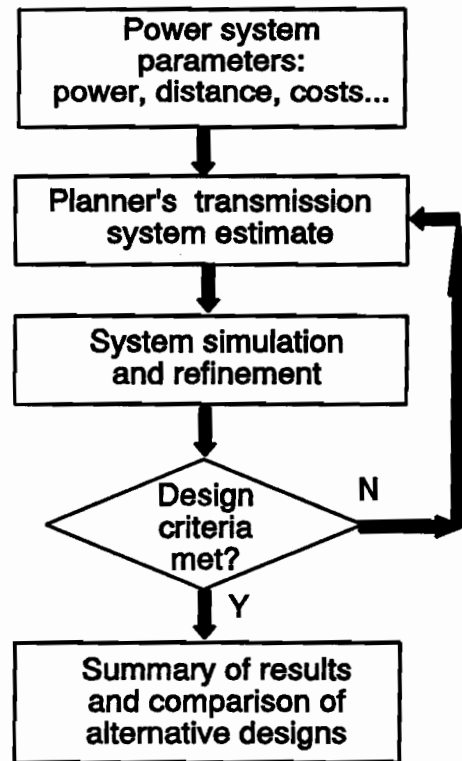 Power system
parameters:
power, distance, costs...
Planner's transmission
system estimate
System simulation
and refinement
Design
criteria
met?
N
Y
Summary of results
and comparison of
alternative designs